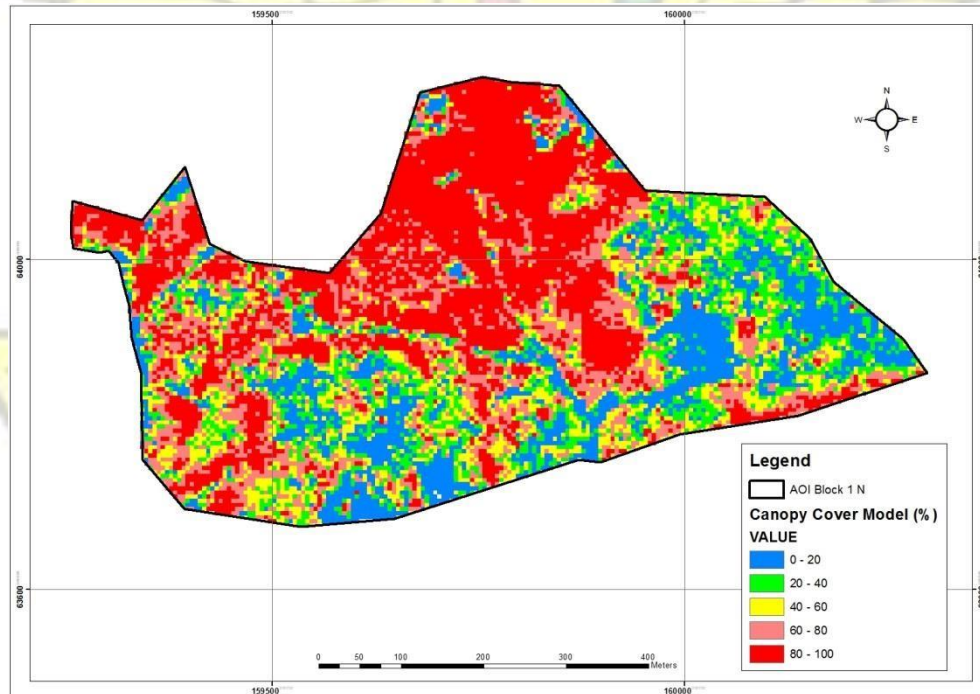 159500
160000
N
W
E
S
64000
Legend
AOI Block 1 N
Canopy Cover Model (%)
VALUE
0 - 20
20 - 40
40 - 60
60 - 80
80 - 100
63600
0 50 100 200 300 400
Meters
159500
160000